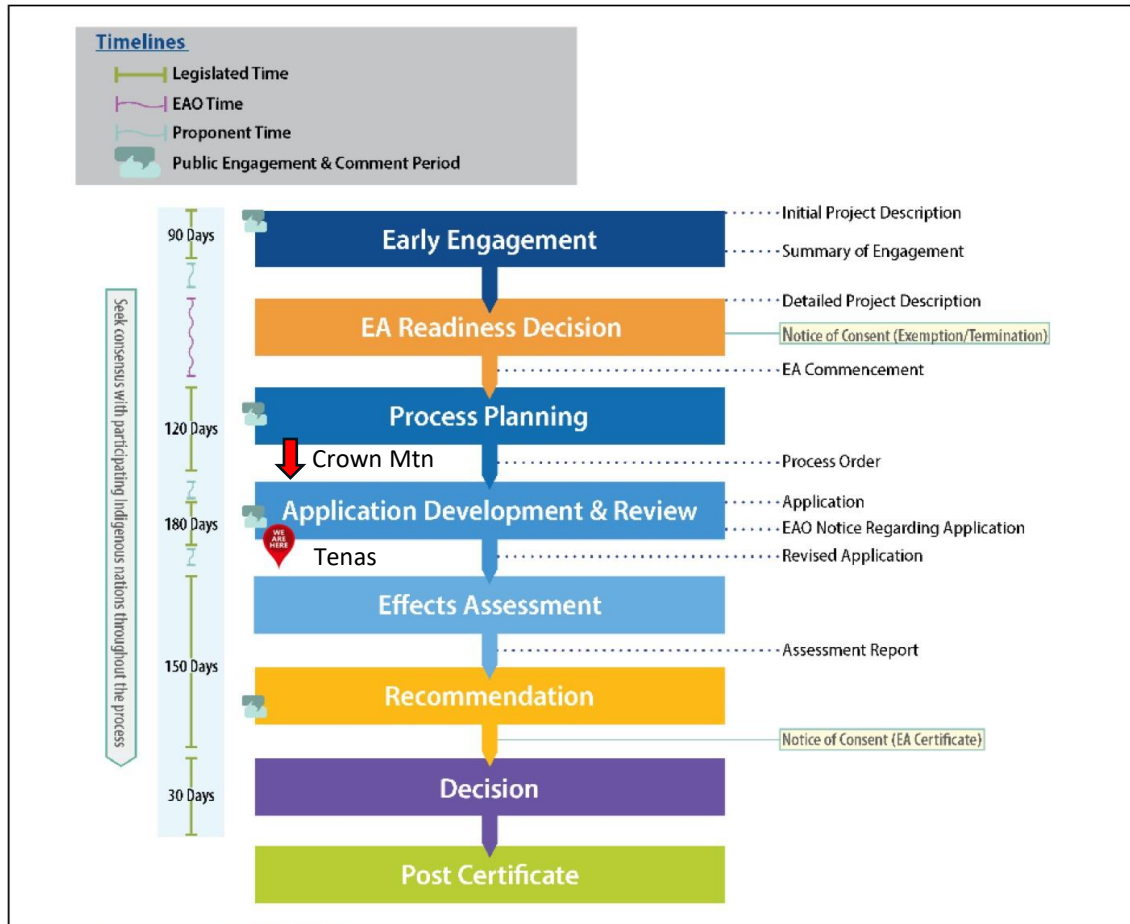 Timelines
Legislated Time
EAO Time
Proponent Time
Public Engagement & Comment Period
Seek consensus with participating Indigenous nations throughout the process
90 Days
Early Engagement
Initial Project Description
Summary of Engagement
EA Readiness Decision
Detailed Project Description
Notice of Consent (Exemption/Termination)
EA Commencement
120 Days
Process Planning
Crown Mtn
Process Order
180 Days
Application Development & Review
Application
EAO Notice Regarding Application
WE
ARE
HERE
Tenas
Revised Application
Effects Assessment
Assessment Report
150 Days
Recommendation
Notice of Consent (EA Certificate)
30 Days
Decision
Post Certificate